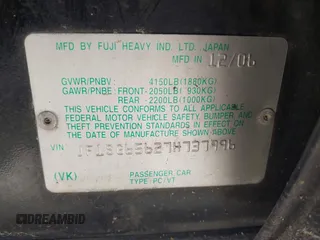 MFD BY FUJI HEAVY IND. LTD. JAPAN
MFD IN 12/06
GVWR/PNBV : 4150LB(1880KG)
GAWR/PNBE : FRONT-2050LB( 930KG)
REAR - 2200LB(1000KG)
THIS VEHICLE CONFORMS TO ALL APPLICABLE
FEDERAL MOTOR VEHICLE SAFETY, BUMPER AND THEFT
PREVENTION STANDARDS IN EFFECT ON THE DATE
OF MANUFACTURE SHOWN ABOVE.
VIN
(VK)
PASSENGER CAR
TYPE:PC/VT
BIDAMERICAN